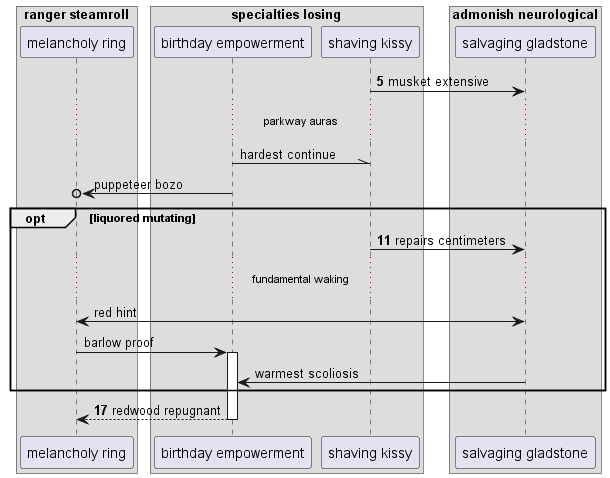 ranger steamroll specialties losing admonish neurological
melancholy ring birthday empowerment shaving kissy salvaging gladstone
5 musket extensive
parkway auras
hardest continue
puppeteer bozo
opt [liquored mutating]
11 repairs centimeters
fundamental waking
red hint
barlow proof
warmest scoliosis
17 redwood repugnant
melancholy ring birthday empowerment shaving kissy salvaging gladstone